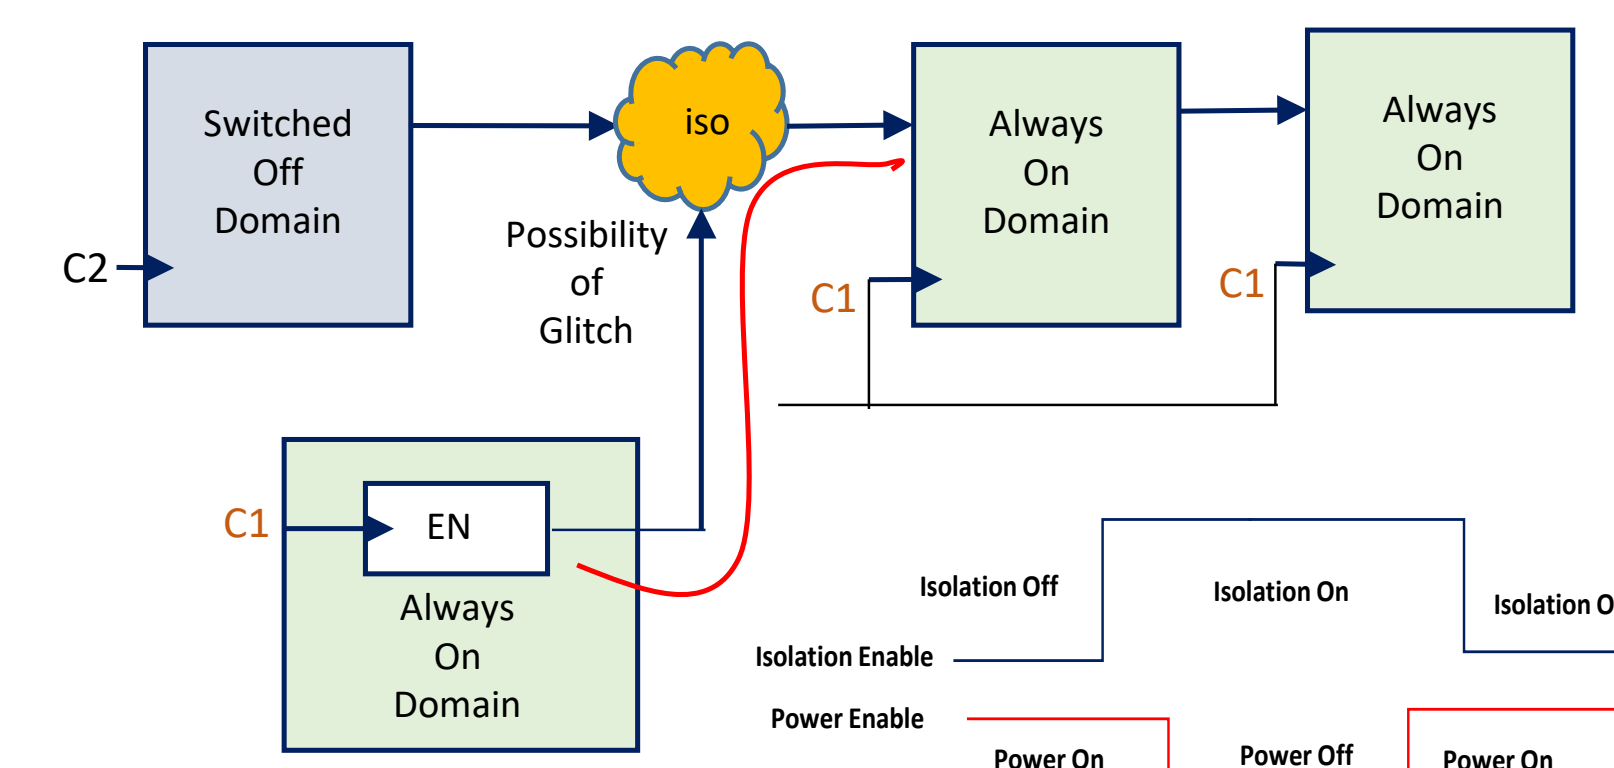 Switched
Off
Domain
C2
iso
Possibility
of
Glitch
Always
On
Domain
C1
Always
On
Domain
C1
C1
EN
Always
On
Domain
Isolation Off
Isolation On
Isolation O
Isolation Enable
Power Enable
Power On
Power Off
Power On